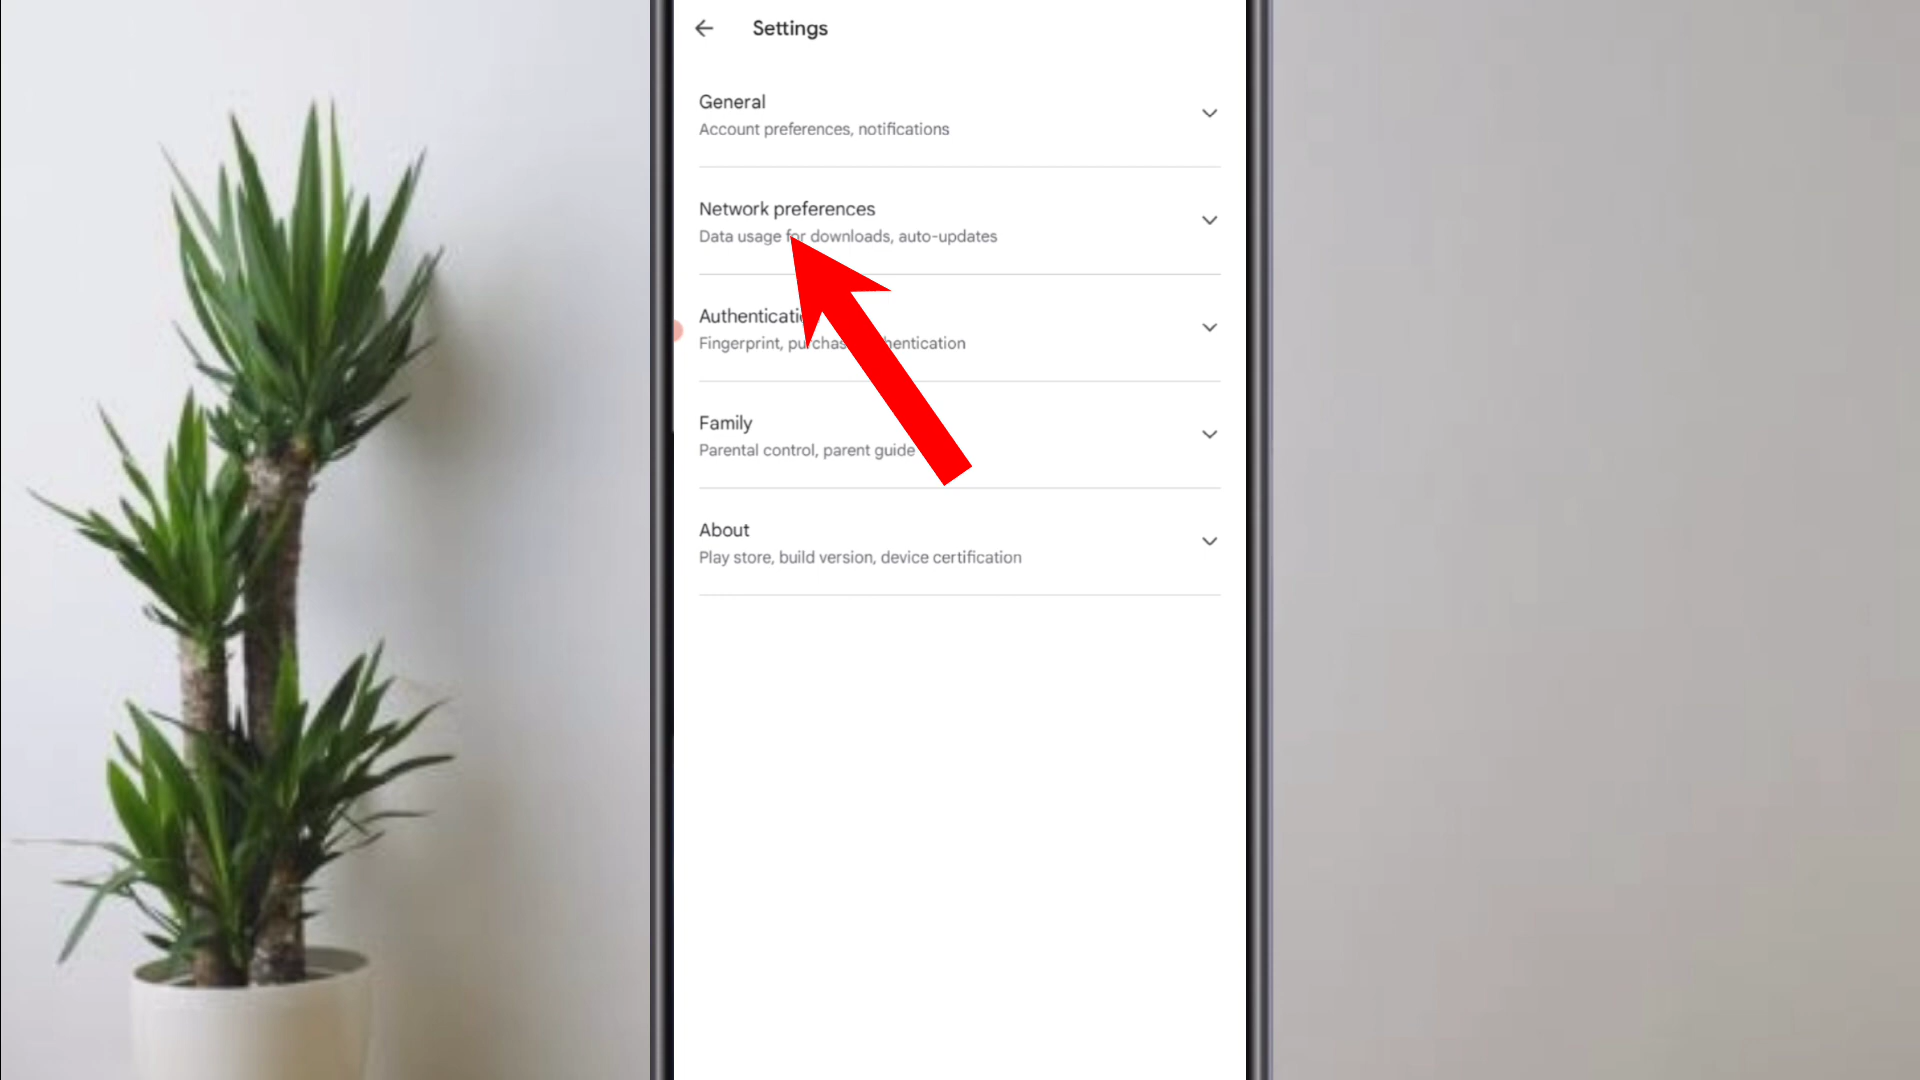 Settings
General
Account preferences, notifications
Network preferences
Data usage for downloads, auto-updates
Authenticati
Fingerprint, purchas hentication
Family
Parental control, parent guide
About
Play store, build version, device certification